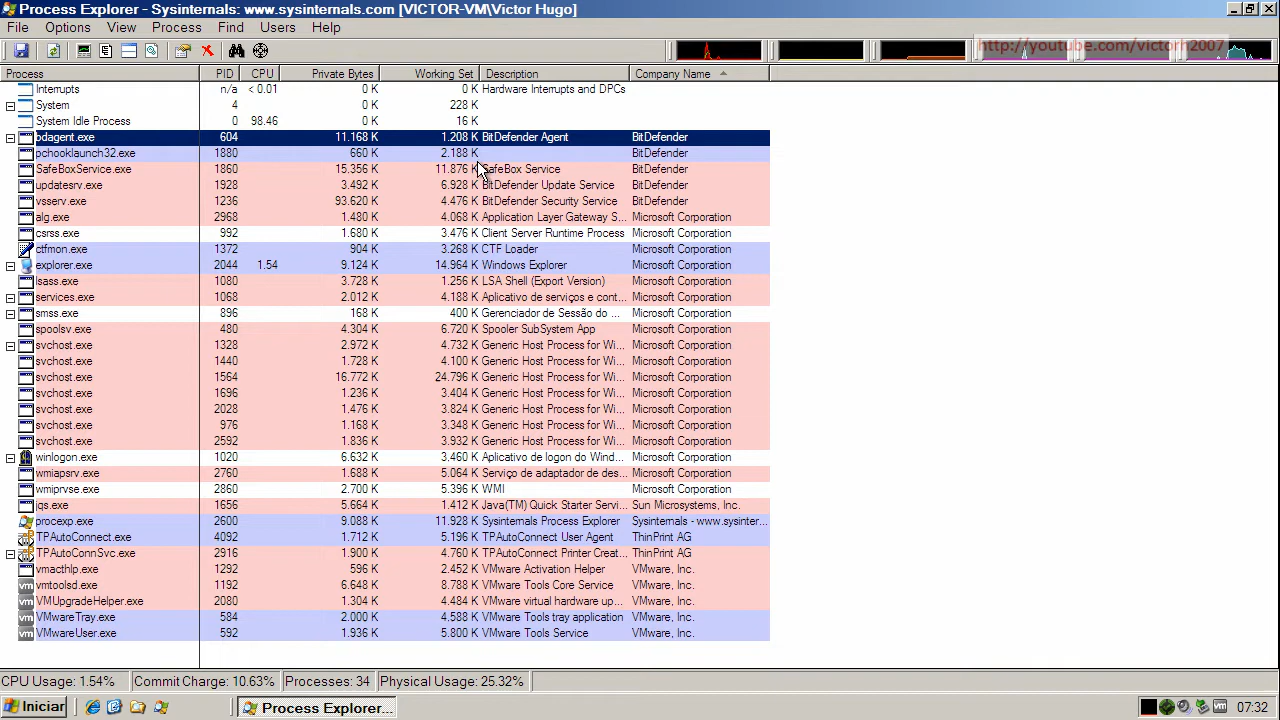 Process Explorer - Sysinternals: www.sysinternals.com [VICTOR-VM\Victor Hugo]
File Options View Process Find Users Help
http://youtube.com/victorh2007
Process PID CPU Private Bytes Working Set Description Company Name
Interrupts n/a < 0.01 0 K 0 K Hardware Interrupts and DPCs
System 4 0 K 228 K
System Idle Process 0 98.46 0 K 16 K
bdagent.exe 604 11.168 K 1.208 K BitDefender Agent BitDefender
pchooklaunch32.exe 1880 660 K 2.188 K BitDefender
SafeBoxService.exe 1860 15.356 K 11.876 K SafeBox Service BitDefender
updatesrv.exe 1928 3.492 K 6.928 K BitDefender Update Service BitDefender
vsserv.exe 1236 93.620 K 4.476 K BitDefender Security Service BitDefender
alg.exe 2968 1.480 K 4.068 K Application Layer Gateway S... Microsoft Corporation
csrss.exe 992 1.680 K 3.476 K Client Server Runtime Process Microsoft Corporation
ctfmon.exe 1372 904 K 3.268 K CTF Loader Microsoft Corporation
explorer.exe 2044 1.54 9.124 K 14.964 K Windows Explorer Microsoft Corporation
lsass.exe 1080 3.728 K 1.256 K LSA Shell (Export Version) Microsoft Corporation
services.exe 1068 2.012 K 4.188 K Aplicativo de serviços e cont... Microsoft Corporation
smss.exe 896 168 K 400 K Gerenciador de Sessão do ... Microsoft Corporation
spoolsv.exe 480 4.304 K 6.720 K Spooler SubSystem App Microsoft Corporation
svchost.exe 1328 2.972 K 4.732 K Generic Host Process for Wi... Microsoft Corporation
svchost.exe 1440 1.728 K 4.100 K Generic Host Process for Wi... Microsoft Corporation
svchost.exe 1564 16.772 K 24.796 K Generic Host Process for Wi... Microsoft Corporation
svchost.exe 1696 1.236 K 3.404 K Generic Host Process for Wi... Microsoft Corporation
svchost.exe 2028 1.476 K 3.824 K Generic Host Process for Wi... Microsoft Corporation
svchost.exe 976 1.168 K 3.348 K Generic Host Process for Wi... Microsoft Corporation
svchost.exe 2592 1.836 K 3.932 K Generic Host Process for Wi... Microsoft Corporation
winlogon.exe 1020 6.632 K 3.460 K Aplicativo de logon do Wind... Microsoft Corporation
wmiapsrv.exe 2760 1.688 K 5.064 K Serviço de adaptador de des... Microsoft Corporation
wmiprvse.exe 2860 2.700 K 5.396 K WMI Microsoft Corporation
jqs.exe 1656 5.664 K 1.412 K Java(TM) Quick Starter Servi... Sun Microsystems, Inc.
procexp.exe 2600 9.088 K 11.928 K Sysinternals Process Explorer Sysinternals - www.sysinter...
TPAutoConnect.exe 4092 1.712 K 5.196 K TPAutoConnect User Agent ThinPrint AG
TPAutoConnSvc.exe 2916 1.900 K 4.760 K TPAutoConnect Printer Creat... ThinPrint AG
vmacthlp.exe 1292 596 K 2.452 K VMware Activation Helper VMware, Inc.
vmtoolsd.exe 1192 6.648 K 8.788 K VMware Tools Core Service VMware, Inc.
VMUpgradeHelper.exe 2080 1.304 K 4.484 K VMware virtual hardware up... VMware, Inc.
VMwareTray.exe 584 2.000 K 4.588 K VMware Tools tray application VMware, Inc.
VMwareUser.exe 592 1.936 K 5.800 K VMware Tools Service VMware, Inc.
CPU Usage: 1.54% Commit Charge: 10.63% Processes: 34 Physical Usage: 25.32%
Iniciar Process Explorer... 07:32